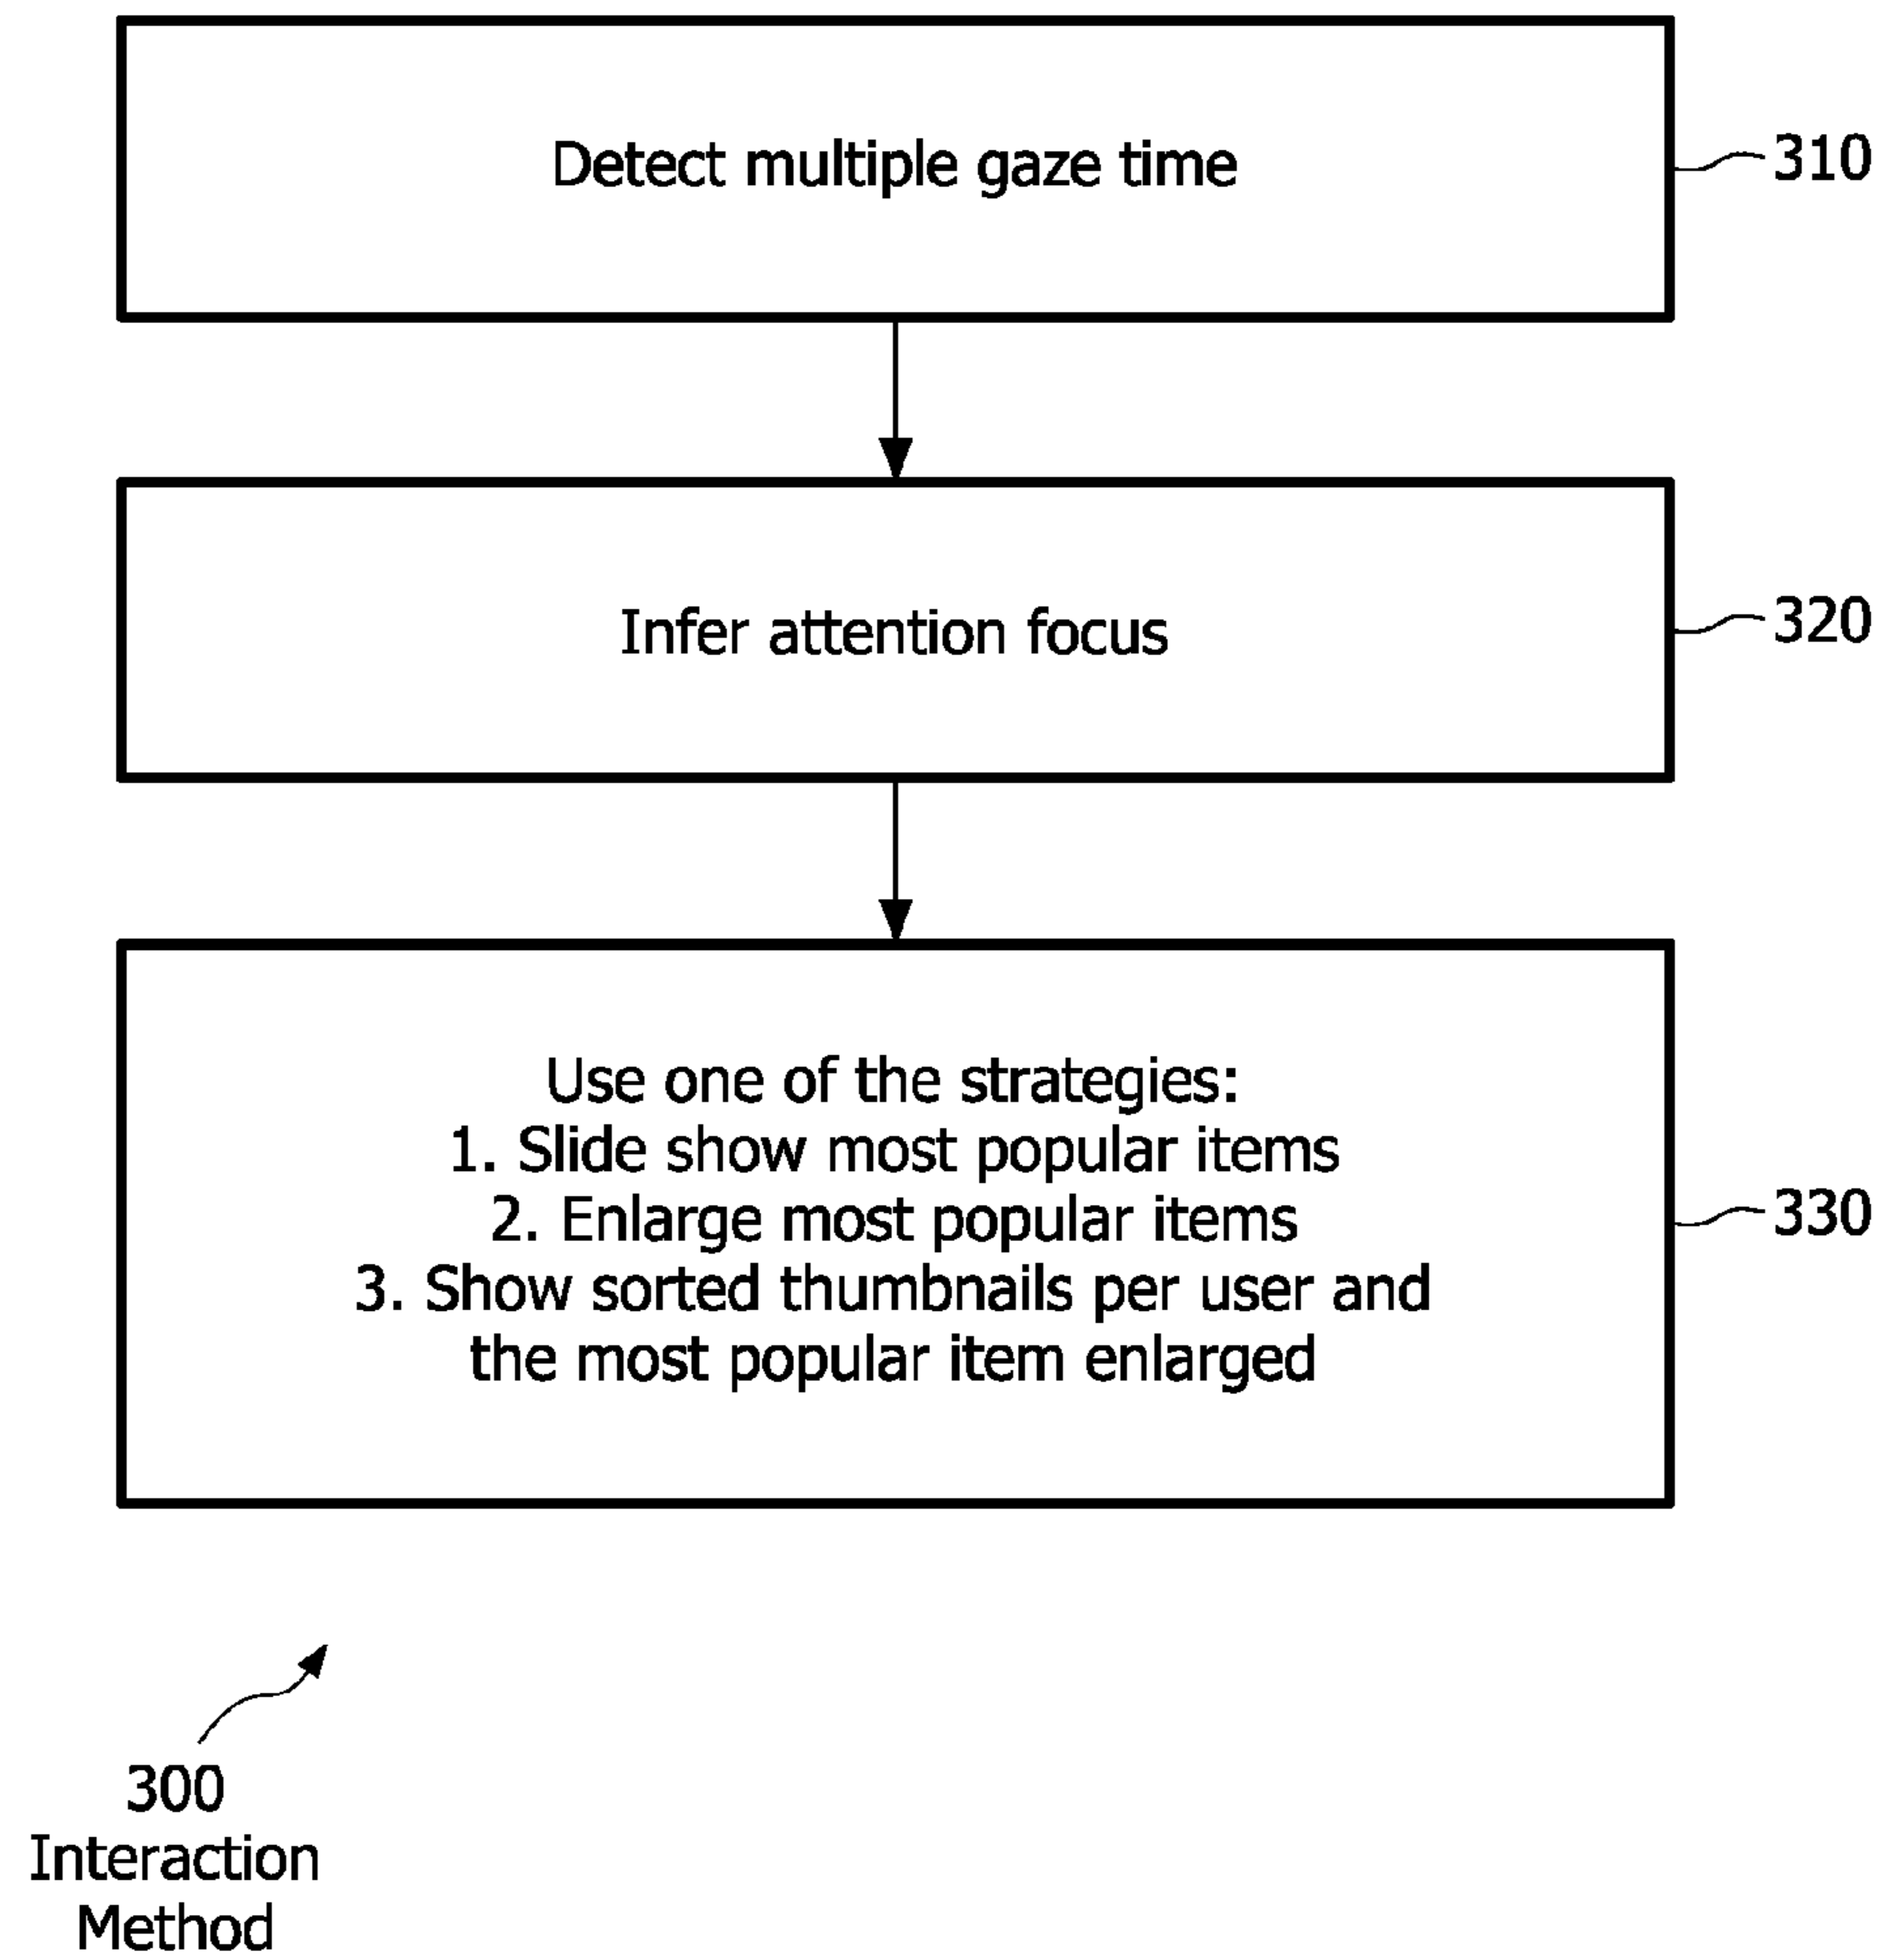 Detect multiple gaze time
310
Infer attention focus
320
Use one of the strategies:
1. Slide show most popular items
2. Enlarge most popular items
3. Show sorted thumbnails per user and
the most popular item enlarged
330
300
Interaction
Method